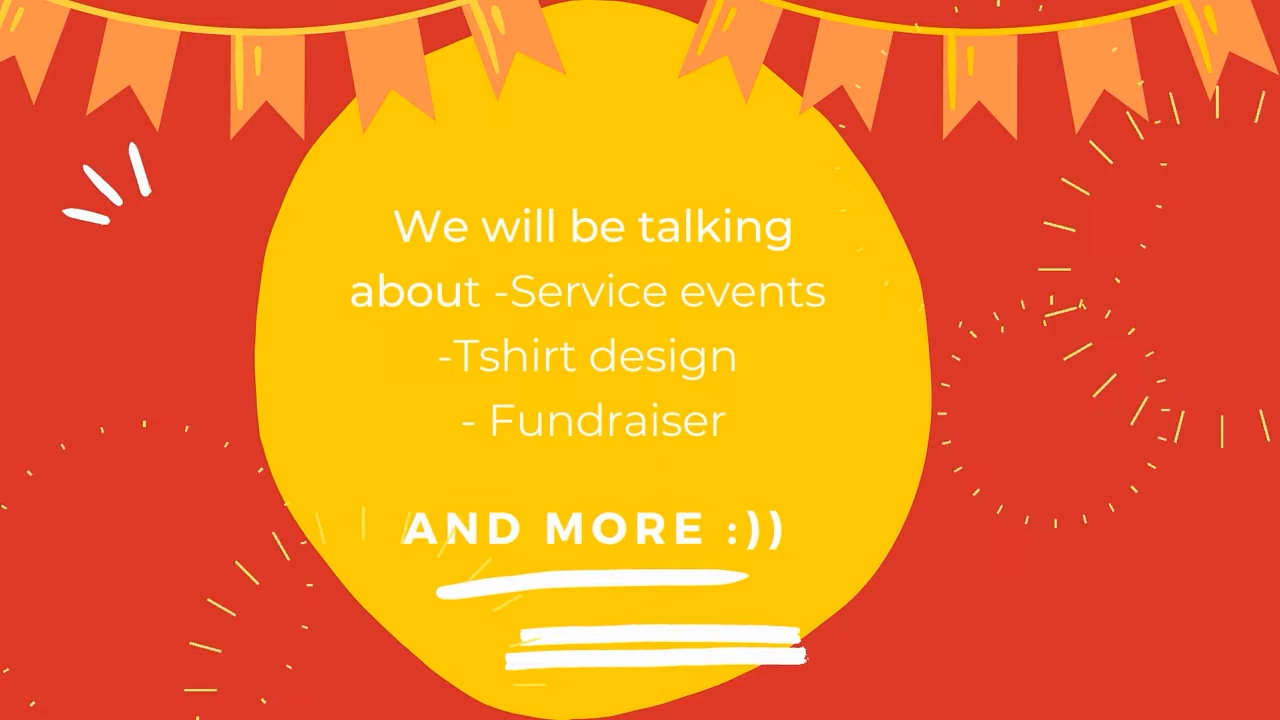 We will be talking
about -Service events
-Tshirt design
- Fundraiser
AND MORE :))